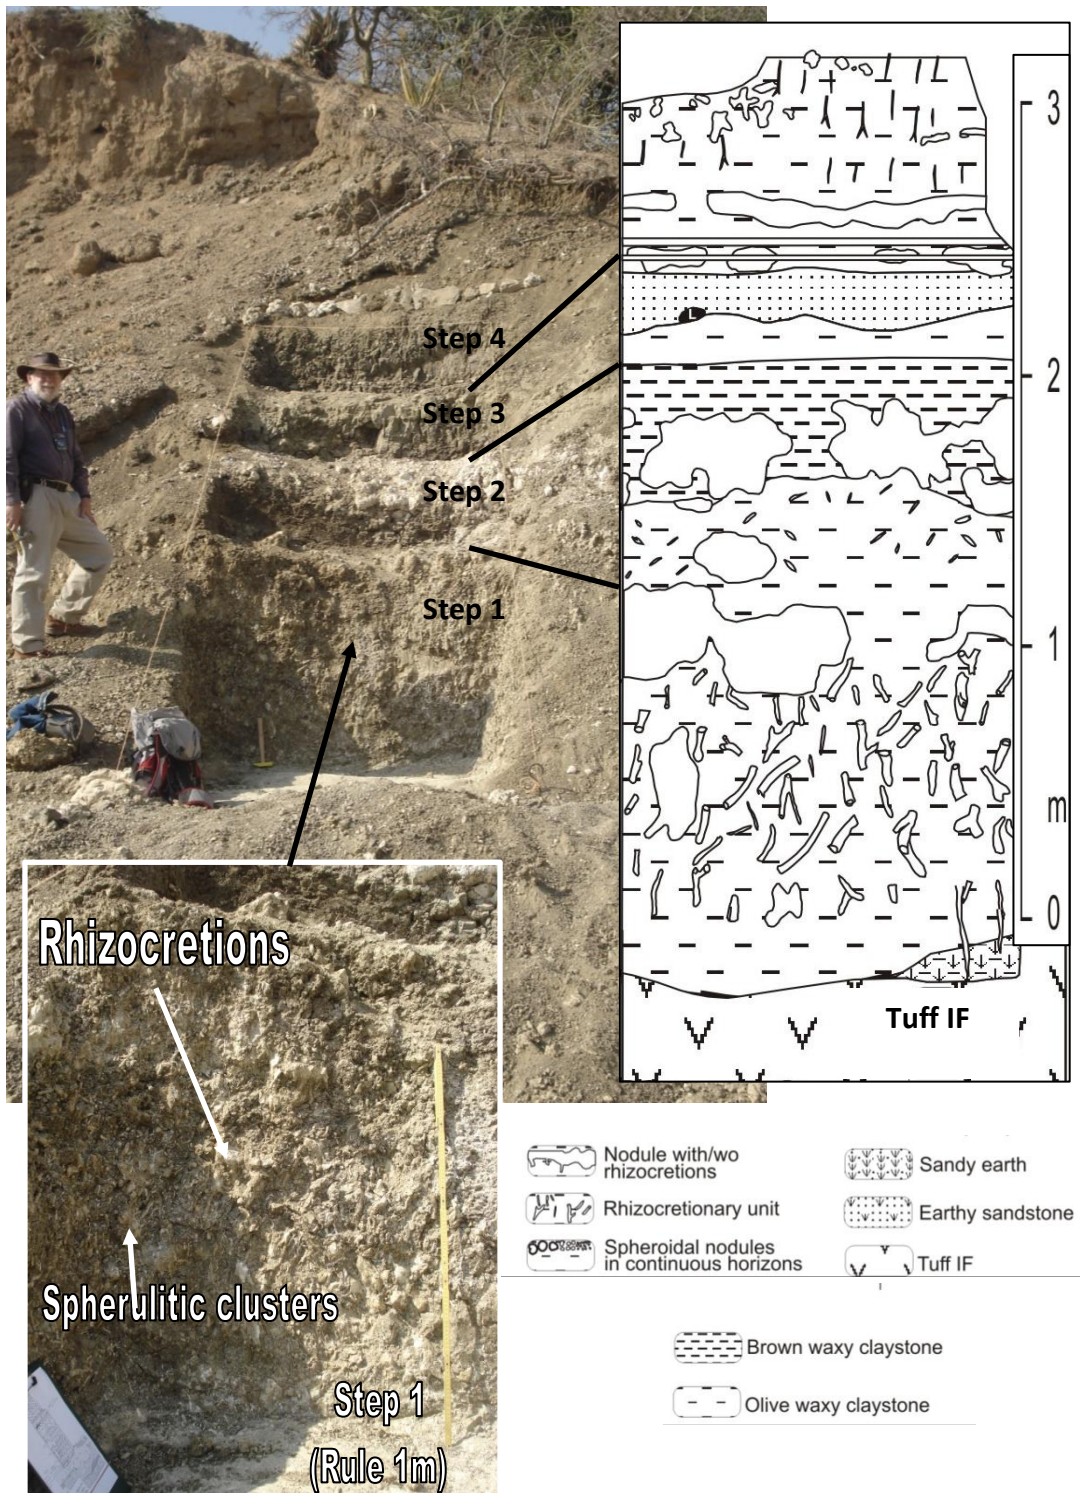 Step 4
Step 3
Step 2
Step 1
3
2
1
m
0
L
Tuff IF
Rhizocretions
Spherulitic clusters
Step 1
(Rule 1m)
Nodule with/wo
rhizocretions
Rhizocretionary unit
Spheroidal nodules
in continuous horizons
Sandy earth
Earthy sandstone
Tuff IF
Brown waxy claystone
Olive waxy claystone